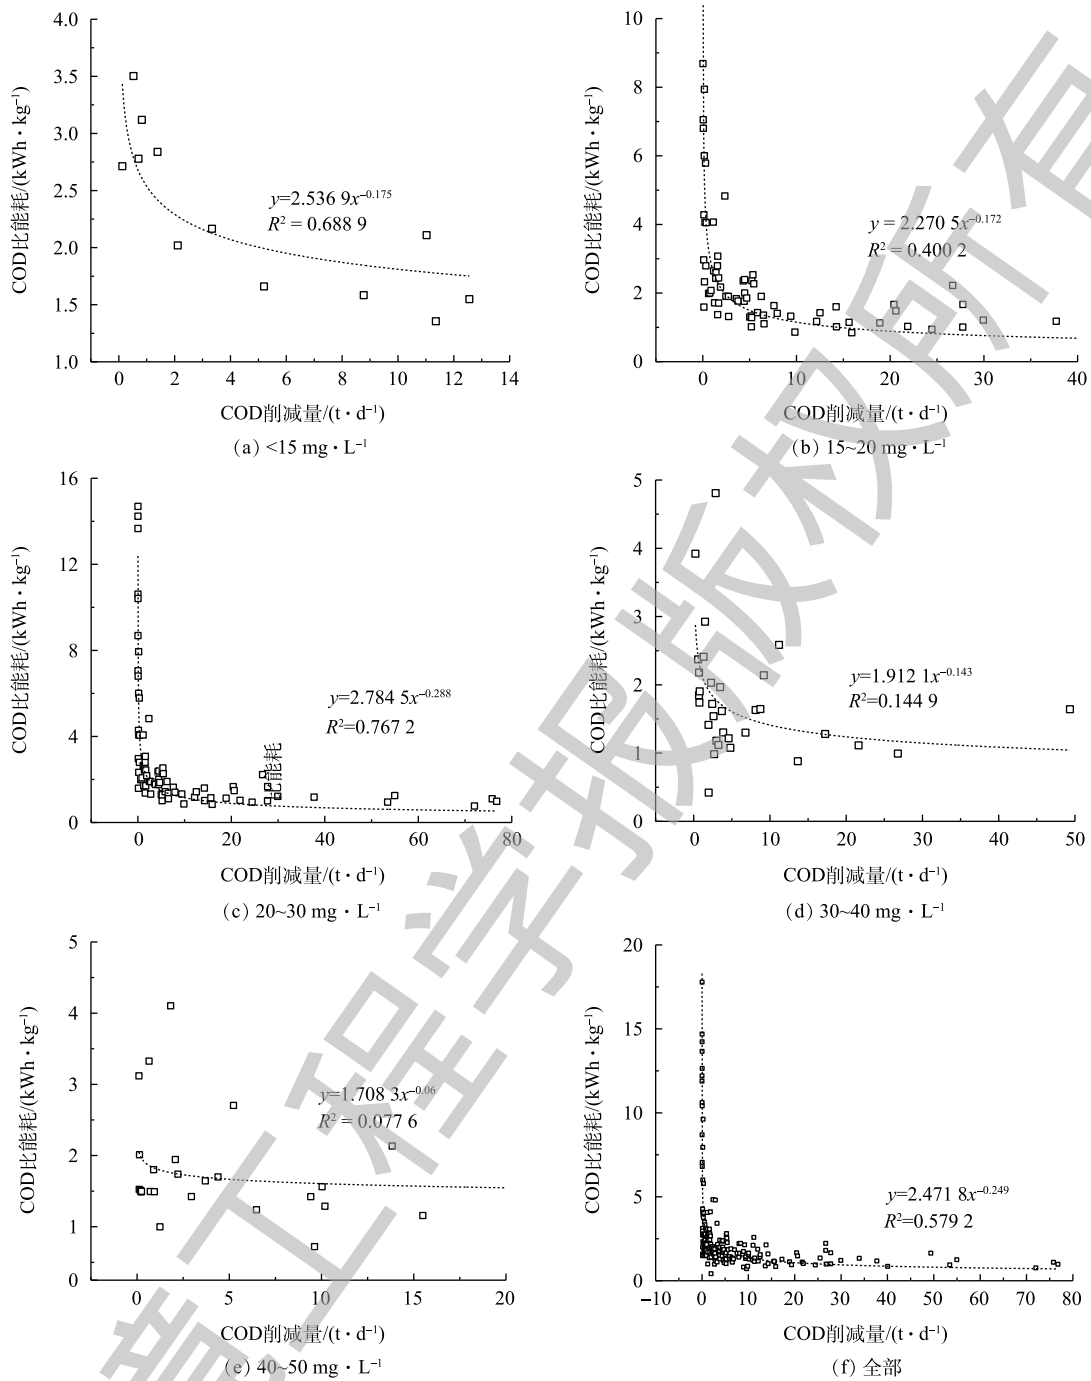 COD比能耗/(kWh·kg⁻¹)
4.0
3.5
3.0
2.5
2.0
1.5
1.0
y=2.536 9x^−0.175
R² = 0.688 9
0 2 4 6 8 10 12 14
COD削减量/(t·d⁻¹)
（a）<15 mg·L⁻¹
COD比能耗/(kWh·kg⁻¹)
10
8
6
4
2
0
y = 2.270 5x^−0.172
R² = 0.400 2
0 10 20 30 40
COD削减量/(t·d⁻¹)
（b）15~20 mg·L⁻¹
COD比能耗/(kWh·kg⁻¹)
16
12
8
4
0
y=2.784 5x^−0.288
R²=0.767 2
比能耗
0 20 40 60 80
COD削减量/(t·d⁻¹)
（c）20~30 mg·L⁻¹
COD比能耗/(kWh·kg⁻¹)
5
4
3
2
1
0
y=1.912 1x^−0.143
R²=0.144 9
0 10 20 30 40 50
COD削减量/(t·d⁻¹)
（d）30~40 mg·L⁻¹
COD比能耗/(kWh·kg⁻¹)
5
4
3
2
1
0
y=1.708 3x^−0.06
R² = 0.077 6
0 5 10 15 20
COD削减量/(t·d⁻¹)
（e）40~50 mg·L⁻¹
COD比能耗/(kWh·kg⁻¹)
20
15
10
5
0
y=2.471 8x^−0.249
R²=0.579 2
−10 0 10 20 30 40 50 60 70 80
COD削减量/(t·d⁻¹)
（f）全部
工程学报版权所有